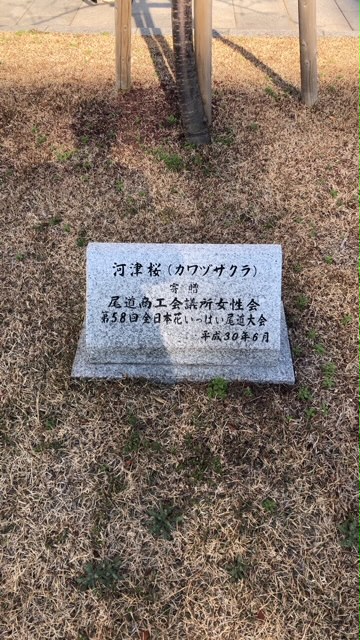 河津桜(カワヅザクラ)
寄贈
尾道商工会議所女性会
第58回全日本花いっぱい尾道大会
平成30年6月